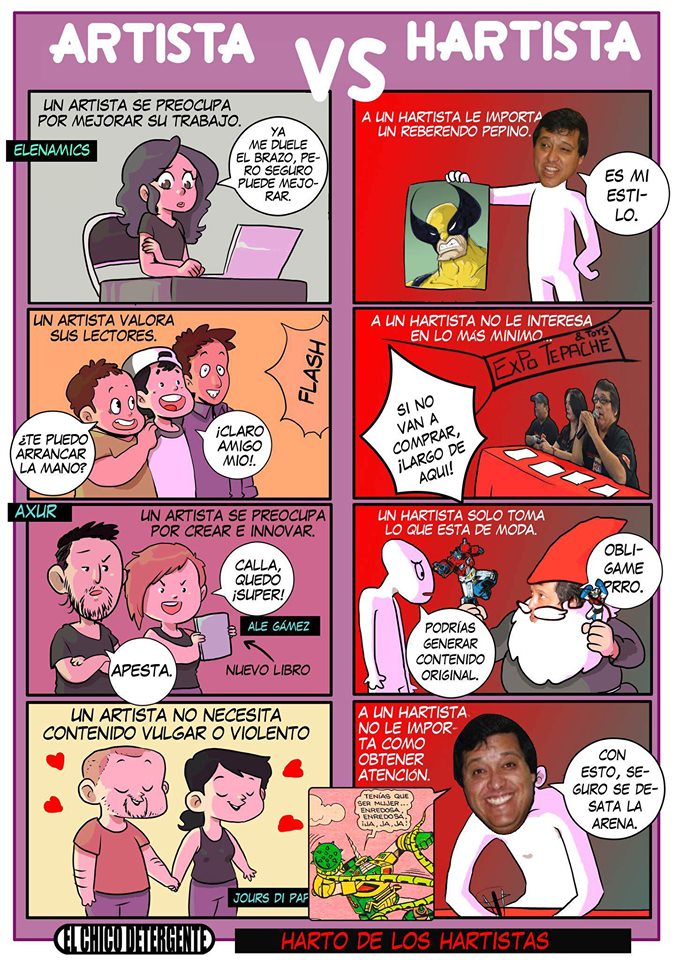 ARTISTA
VS
HARTISTA
UN ARTISTA SE PREOCUPA
POR MEJORAR SU TRABAJO.
ELENAMICS
YA
ME DUELE
EL BRAZO, PE-
RO SEGURO
PUEDE MEJO-
RAR.
A UN HARTISTA LE IMPORTA
UN REBERENDO PEPINO.
ES MI
ESTI-
LO.
UN ARTISTA VALORA
SUS LECTORES.
FLASH
¿TE PUEDO
ARRANCAR
LA MANO?
¡CLARO
AMIGO
MIO!.
A UN HARTISTA NO LE INTERESA
EN LO MÁS MINIMO...
EXPO TEPACHE
& TOYS
SI NO
VAN A
COMPRAR,
¡LARGO DE
AQUI!
AXUR
UN ARTISTA SE PREOCUPA
POR CREAR E INNOVAR.
CALLA,
QUEDÓ
¡SUPER!
ALE GÁMEZ
APESTA.
NUEVO LIBRO
UN HARTISTA SOLO TOMA
LO QUE ESTA DE MODA.
OBLI-
GAME
PRRO.
PODRÍAS
GENERAR
CONTENIDO
ORIGINAL.
UN ARTISTA NO NECESITA
CONTENIDO VULGAR O VIOLENTO
JOURS DI PAP
A UN HARTISTA
NO LE IMPOR-
TA COMO
OBTENER
ATENCIÓN.
TENÍAS QUE
SER MUJER...
ENREDOSA,
ENREDOSA,
¡JA, JA, JA!
CON
ESTO, SE-
GURO SE DE-
SATA LA
ARENA.
EL CHICO DETERGENTE
HARTO DE LOS HARTISTAS